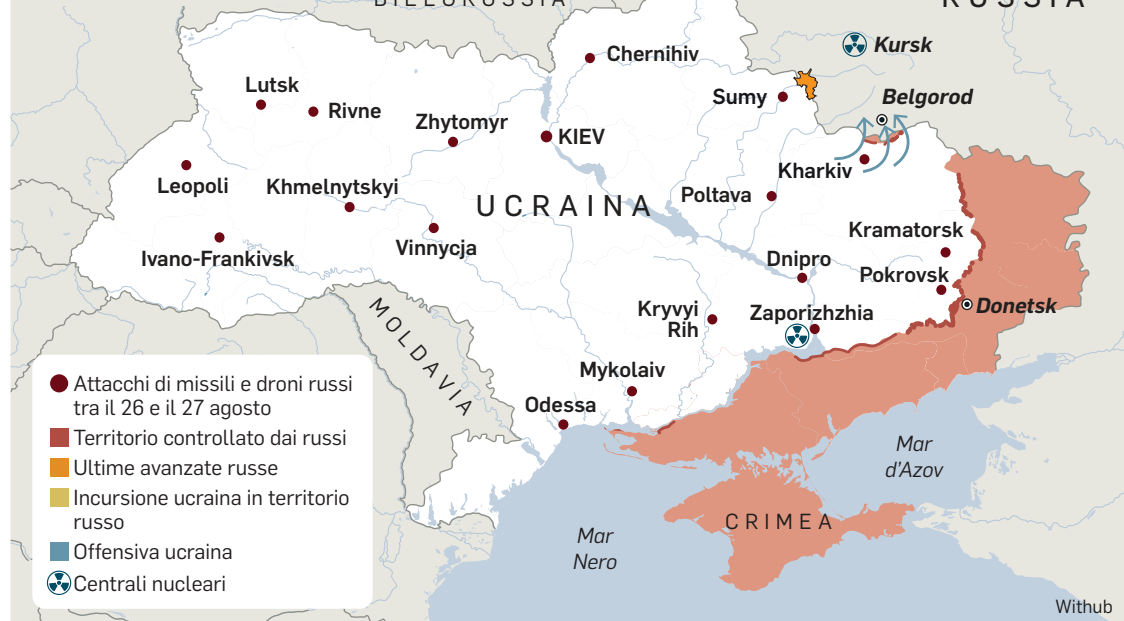 BIELORUSSIA
RUSSIA
Kursk
Chernihiv
Lutsk
Rivne
Sumy
Belgorod
Zhytomyr
KIEV
Kharkiv
Leopoli
Khmelnytskyi
Poltava
UCRAINA
Kramatorsk
Vinnycja
Ivano-Frankivsk
Dnipro
Pokrovsk
Donetsk
Kryvyi
Rih
Zaporizhzhia
MOLDAVIA
Mykolaiv
Odessa
Mar
d'Azov
CRIMEA
Mar
Nero
Attacchi di missili e droni russi
tra il 26 e il 27 agosto
Territorio controllato dai russi
Ultime avanzate russe
Incursione ucraina in territorio
russo
Offensiva ucraina
Centrali nucleari
Withub